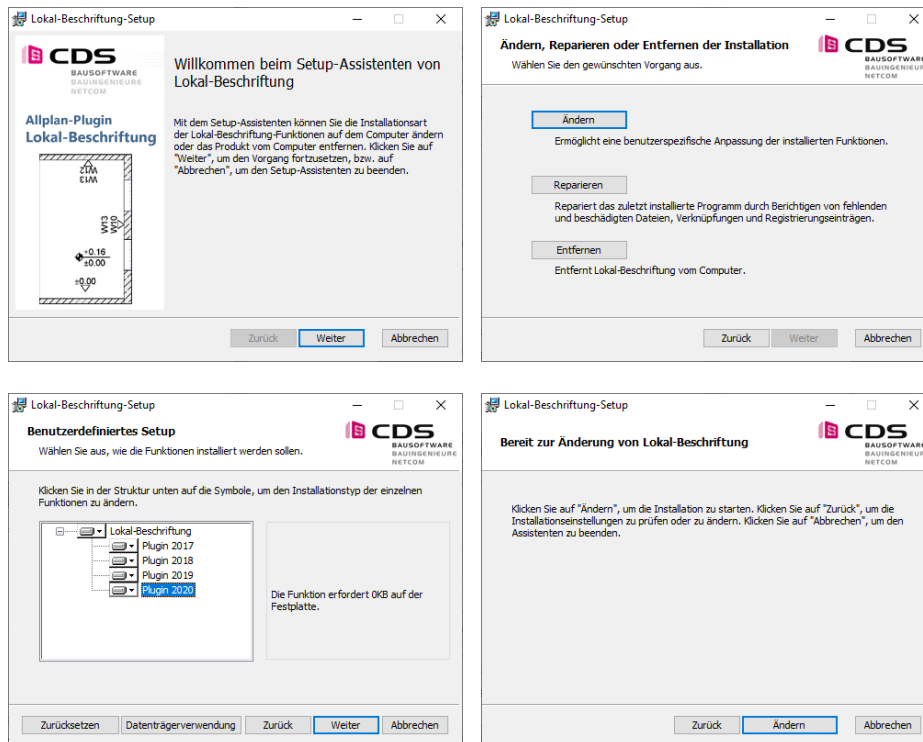 Lokal-Beschriftung-Setup
CDS
BAUSOFTWARE
BAUINGENIEURE
NETCOM
Allplan-Plugin
Lokal-Beschriftung
W12
W13
W13
W10
+0.16
±0.00
±0.00
Willkommen beim Setup-Assistenten von
Lokal-Beschriftung
Mit dem Setup-Assistenten können Sie die Installationsart
der Lokal-Beschriftung-Funktionen auf dem Computer ändern
oder das Produkt vom Computer entfernen. Klicken Sie auf
"Weiter", um den Vorgang fortzusetzen, bzw. auf
"Abbrechen", um den Setup-Assistenten zu beenden.
Zurück Weiter Abbrechen
Lokal-Beschriftung-Setup
Ändern, Reparieren oder Entfernen der Installation
Wählen Sie den gewünschten Vorgang aus.
CDS
BAUSOFTWARE
BAUINGENIEUR
NETCOM
Ändern
Ermöglicht eine benutzerspezifische Anpassung der installierten Funktionen.
Reparieren
Repariert das zuletzt installierte Programm durch Berichtigen von fehlenden
und beschädigten Dateien, Verknüpfungen und Registrierungseinträgen.
Entfernen
Entfernt Lokal-Beschriftung vom Computer.
Zurück Weiter Abbrechen
Lokal-Beschriftung-Setup
Benutzerdefiniertes Setup
Wählen Sie aus, wie die Funktionen installiert werden sollen.
CDS
BAUSOFTWARE
BAUINGENIEURE
NETCOM
Klicken Sie in der Struktur unten auf die Symbole, um den Installationstyp der einzelnen
Funktionen zu ändern.
Lokal-Beschriftung
Plugin 2017
Plugin 2018
Plugin 2019
Plugin 2020
Die Funktion erfordert 0KB auf der
Festplatte.
Zurücksetzen Datenträgerverwendung Zurück Weiter Abbrechen
Lokal-Beschriftung-Setup
Bereit zur Änderung von Lokal-Beschriftung
CDS
BAUSOFTWARE
BAUINGENIEUR
NETCOM
Klicken Sie auf "Ändern", um die Installation zu starten. Klicken Sie auf "Zurück", um die
Installationseinstellungen zu prüfen oder zu ändern. Klicken Sie auf "Abbrechen", um den
Assistenten zu beenden.
Zurück Ändern Abbrechen